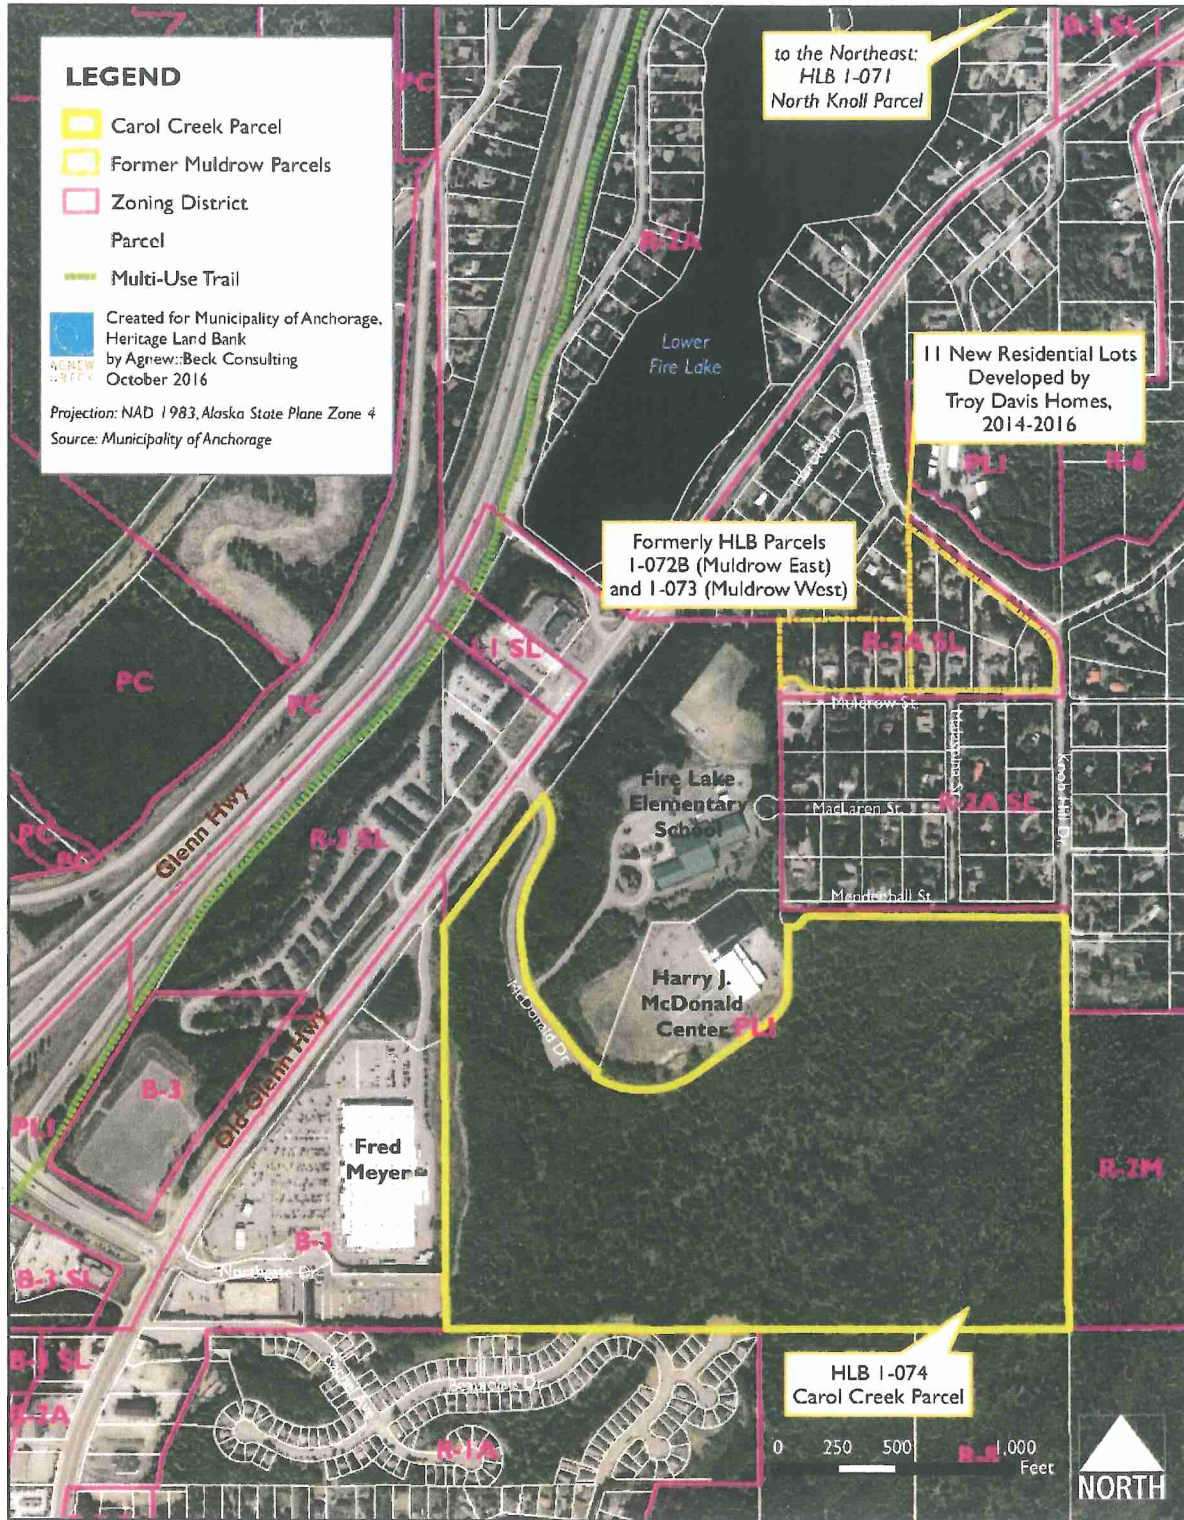 LEGEND
Carol Creek Parcel
Former Muldrow Parcels
Zoning District
Parcel
Multi-Use Trail
AGNEW
::BECK
Created for Municipality of Anchorage,
Heritage Land Bank
by Agnew::Beck Consulting
October 2016
Projection: NAD 1983, Alaska State Plane Zone 4
Source: Municipality of Anchorage
to the Northeast:
HLB 1-071
North Knoll Parcel
B-3 SL
PC
R-2A
Lower
Fire Lake
11 New Residential Lots
Developed by
Troy Davis Homes,
2014-2016
PLI
R-6
Formerly HLB Parcels
1-072B (Muldrow East)
and 1-073 (Muldrow West)
I-1 SL
R-2A SL
PC
PC
Muldrow St.
Fire Lake
Elementary
School
MacLaren St.
R-2A SL
Knob Hill Dr.
PC
PC
Glenn Hwy
R-3 SL
Mendenhall St.
McDonald Dr.
Harry J.
McDonald
Center
PLI
Old Glenn Hwy
B-3
PLI
Fred
Meyer
R-2M
B-3
Northgate Dr.
B-3 SL
B-3 SL
R-2A
R-1A
HLB 1-074
Carol Creek Parcel
0 250 500 1,000
Feet
NORTH